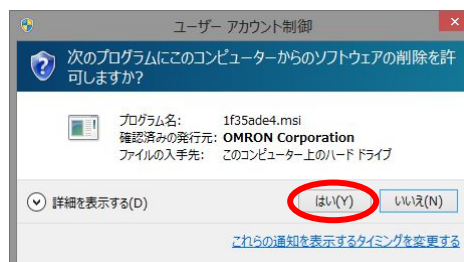 ユーザー アカウント制御
次のプログラムにこのコンピューターからのソフトウェアの削除を許
可しますか?
プログラム名: 1f35ade4.msi
確認済みの発行元: OMRON Corporation
ファイルの入手先: このコンピューター上のハード ドライブ
詳細を表示する(D) はい(Y) いいえ(N)
これらの通知を表示するタイミングを変更する